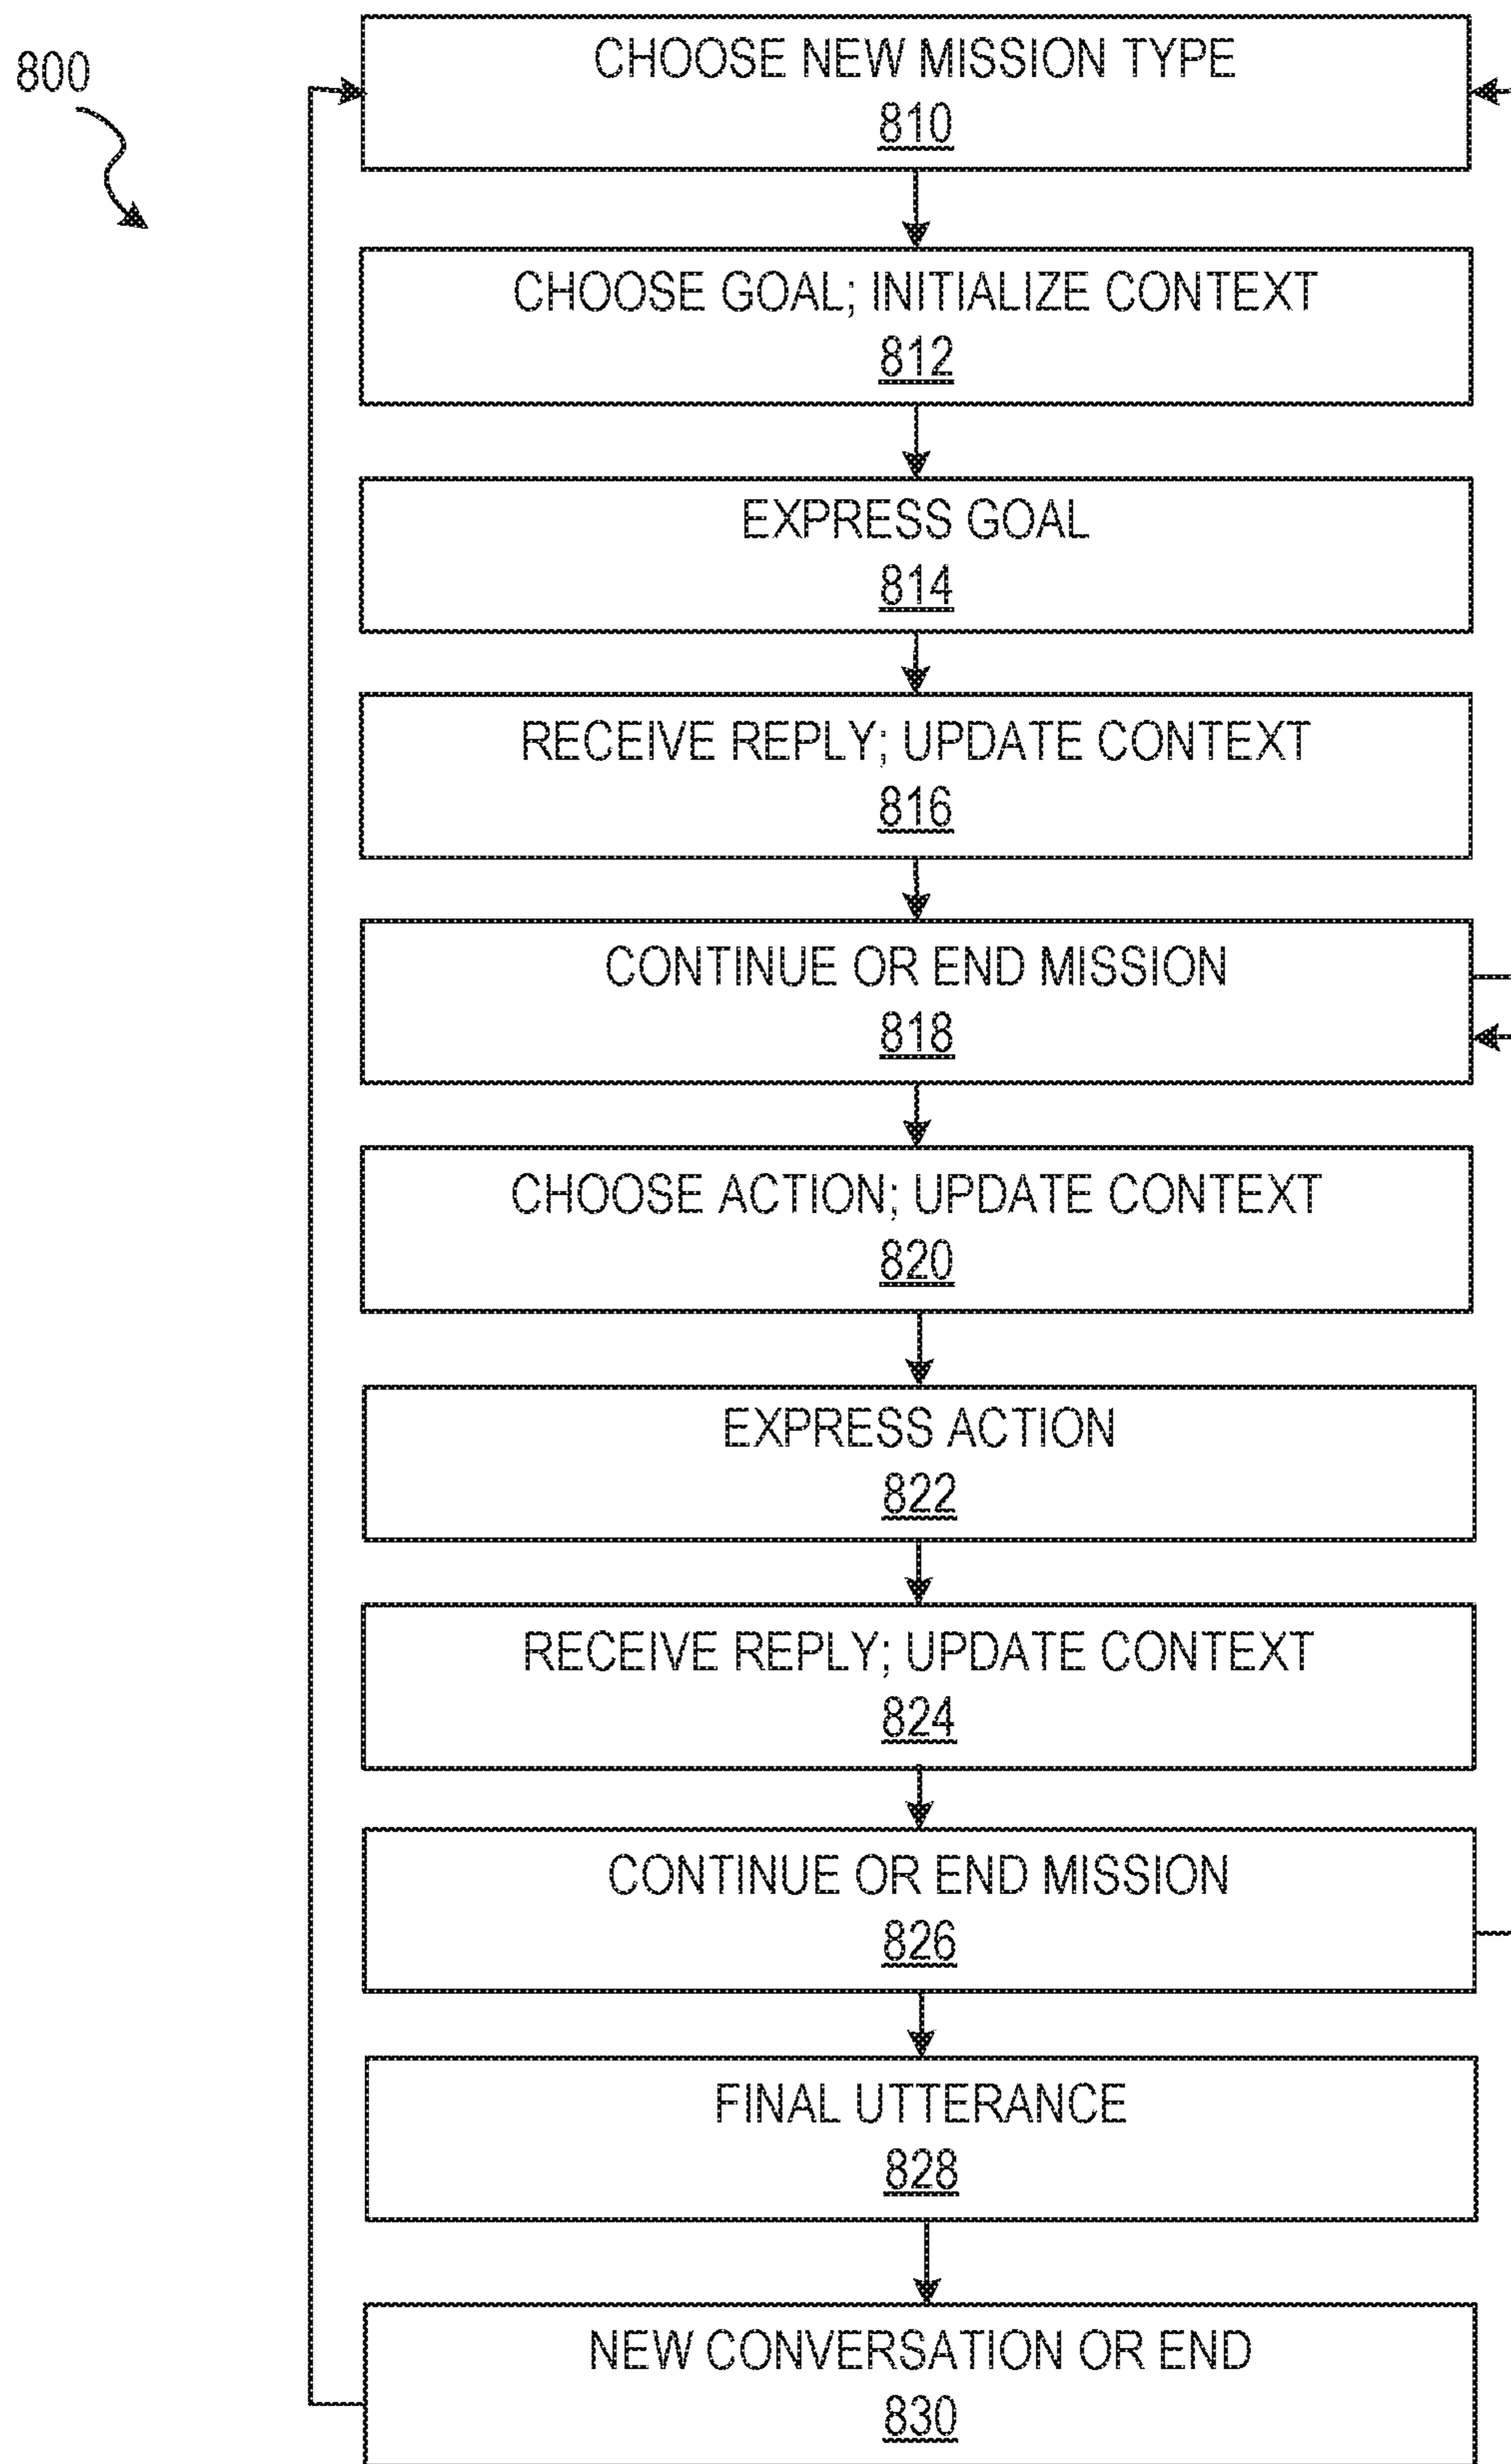 800
CHOOSE NEW MISSION TYPE
810
CHOOSE GOAL; INITIALIZE CONTEXT
812
EXPRESS GOAL
814
RECEIVE REPLY; UPDATE CONTEXT
816
CONTINUE OR END MISSION
818
CHOOSE ACTION; UPDATE CONTEXT
820
EXPRESS ACTION
822
RECEIVE REPLY; UPDATE CONTEXT
824
CONTINUE OR END MISSION
826
FINAL UTTERANCE
828
NEW CONVERSATION OR END
830